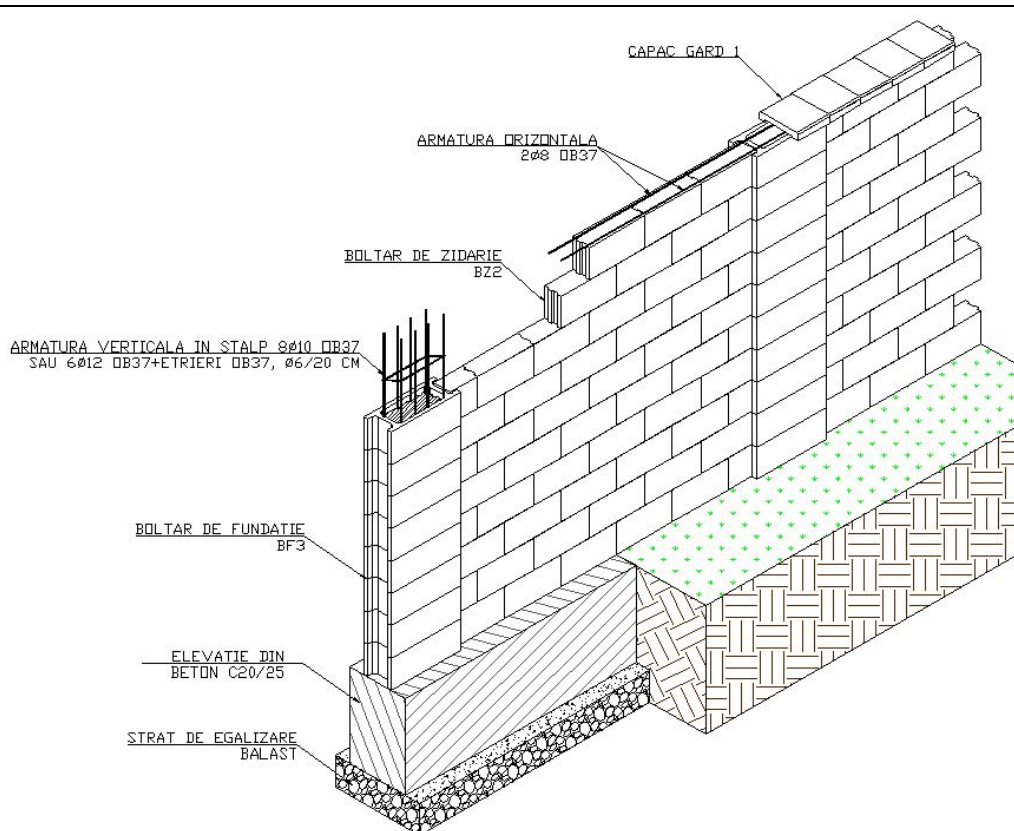 CAPAC GARD 1
ARMATURA ORIZONTALA
2ø8 OB37
BOLTAR DE ZIDARIE
BZ2
ARMATURA VERTICALA IN STALP 8ø10 OB37
SAU 6ø12 OB37+ETRIERI OB37, ø6/20 CM
BOLTAR DE FUNDATIE
BF3
ELEVATIE DIN
BETON C20/25
STRAT DE EGALIZARE
BALAST